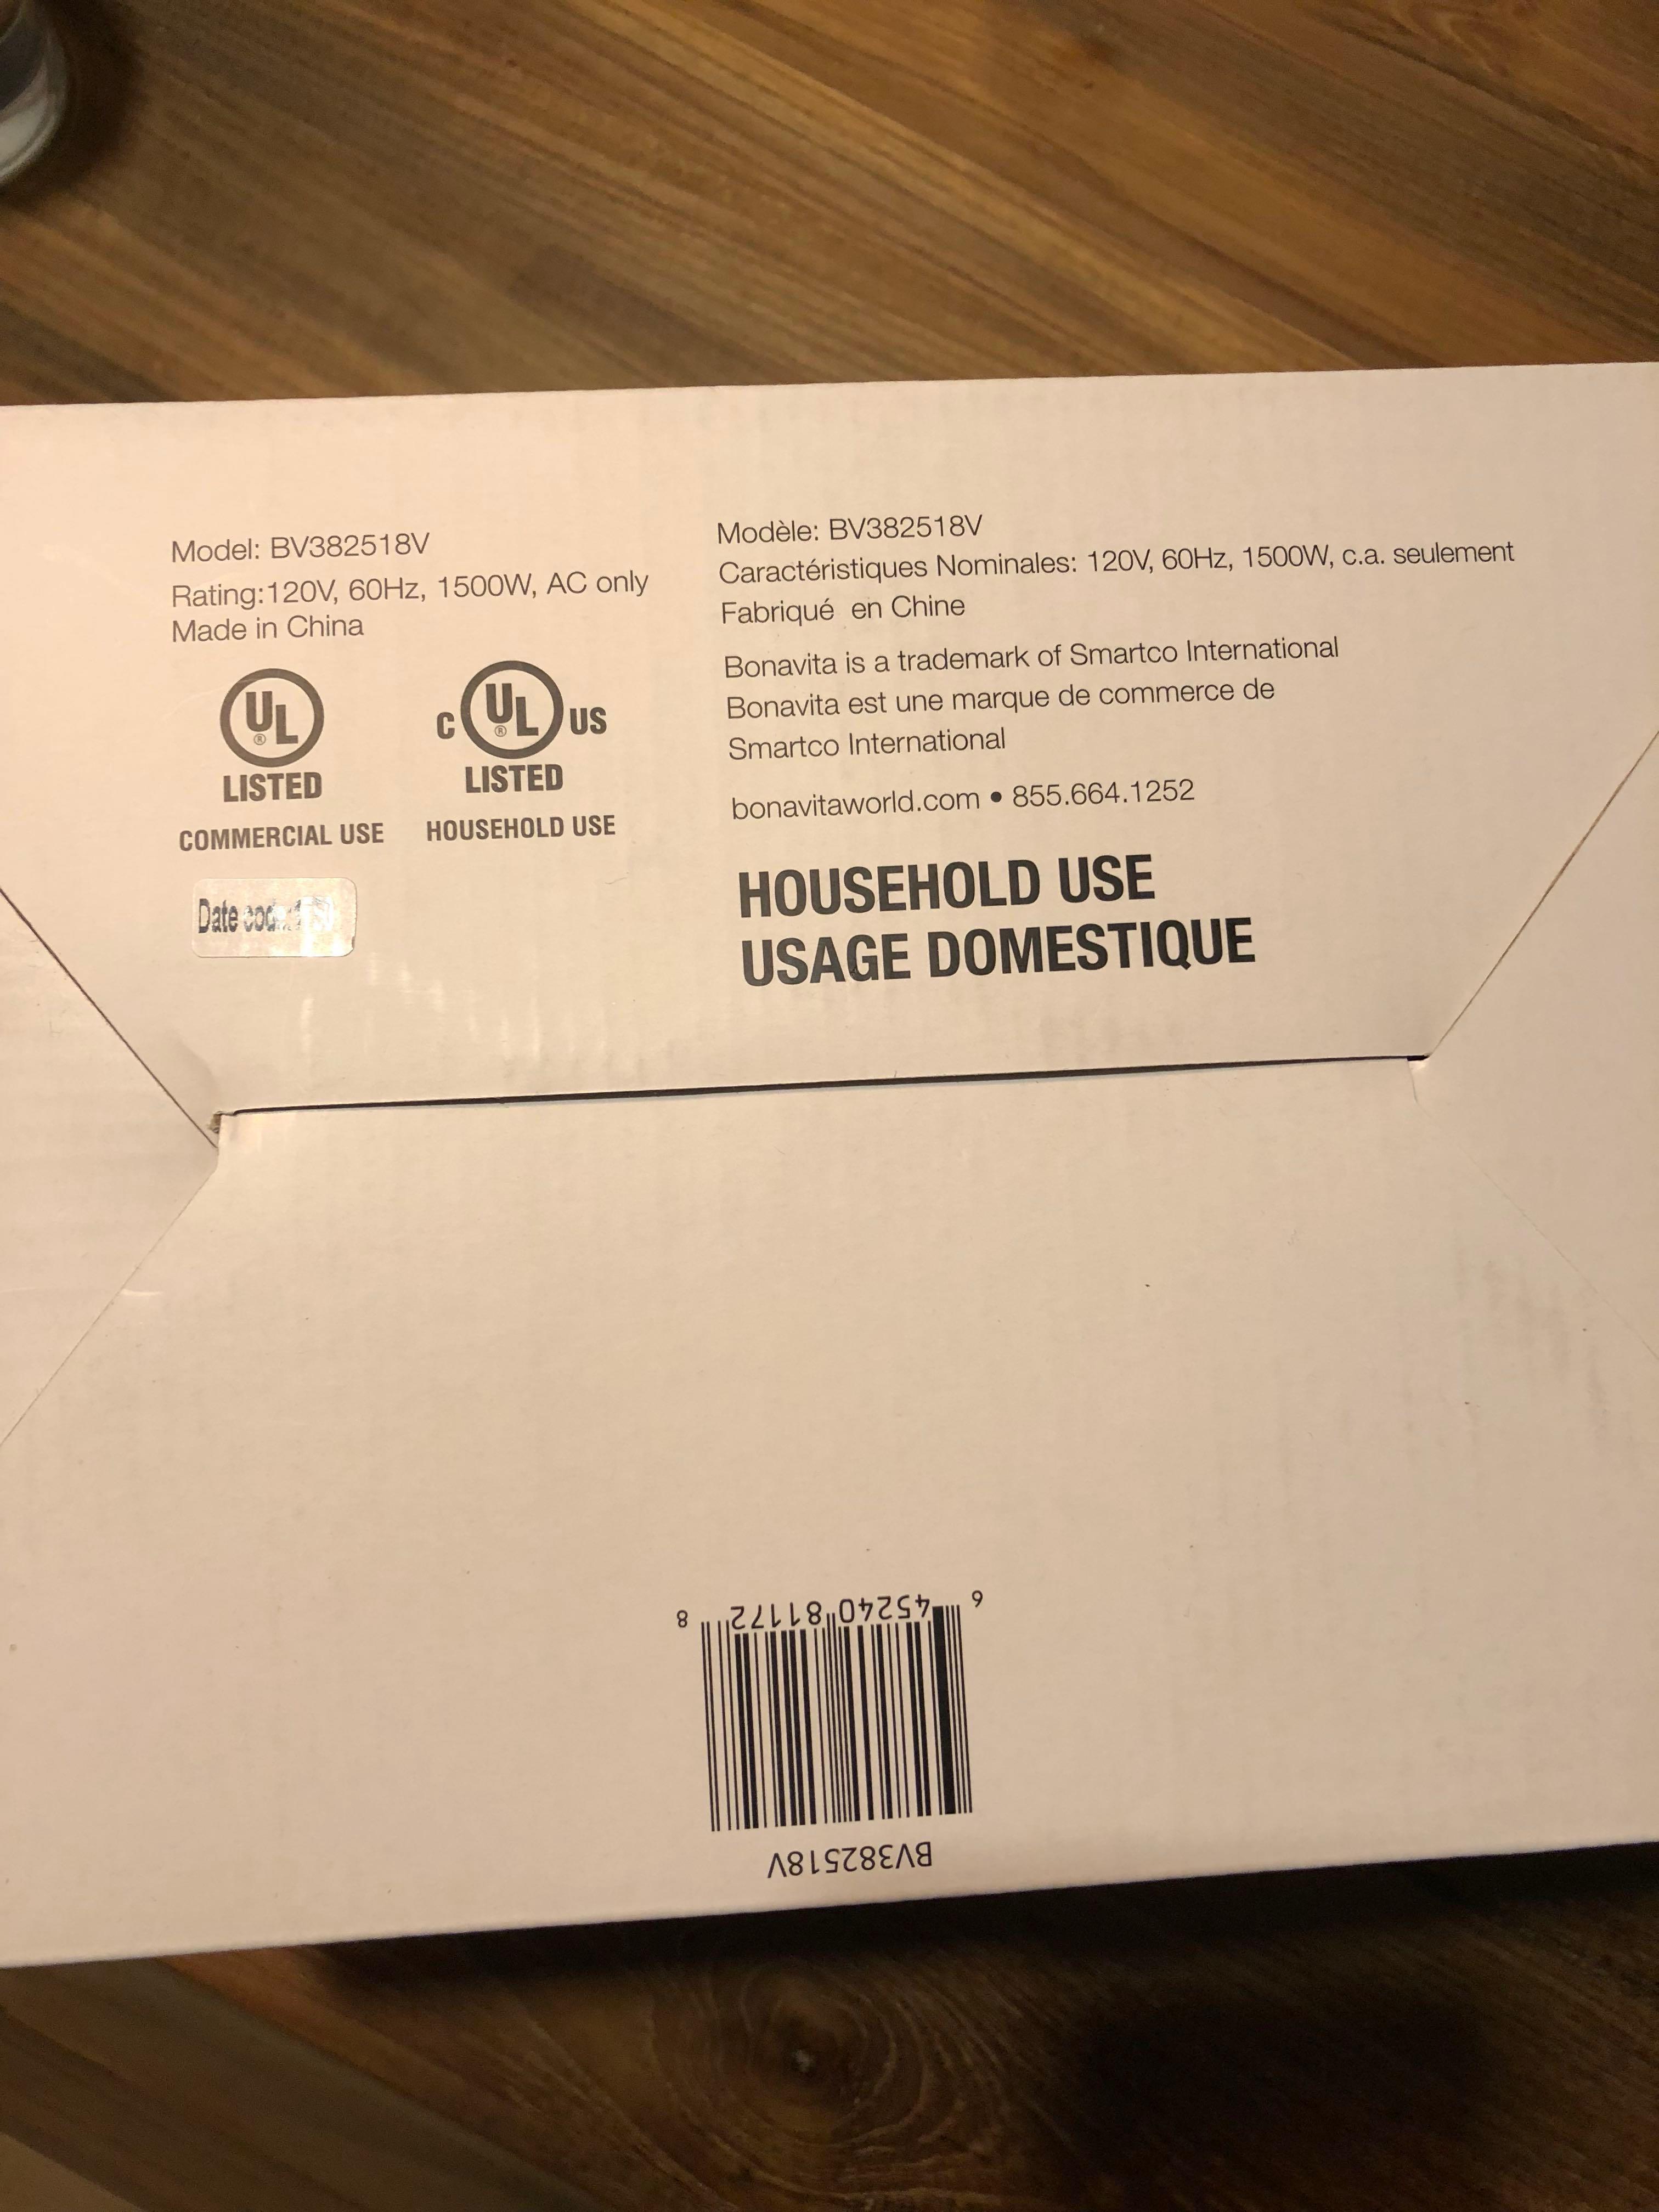 Model: BV382518V
Rating:120V, 60Hz, 1500W, AC only
Made in China
UL ®
LISTED
COMMERCIAL USE
C UL ® US
LISTED
HOUSEHOLD USE
Date
Modèle: BV382518V
Caractéristiques Nominales: 120V, 60Hz, 1500W, c.a. seulement
Fabriqué en Chine
Bonavita is a trademark of Smartco International
Bonavita est une marque de commerce de
Smartco International
bonavitaworld.com • 855.664.1252
HOUSEHOLD USE
USAGE DOMESTIQUE
BV382518V
6 45240 81172 8